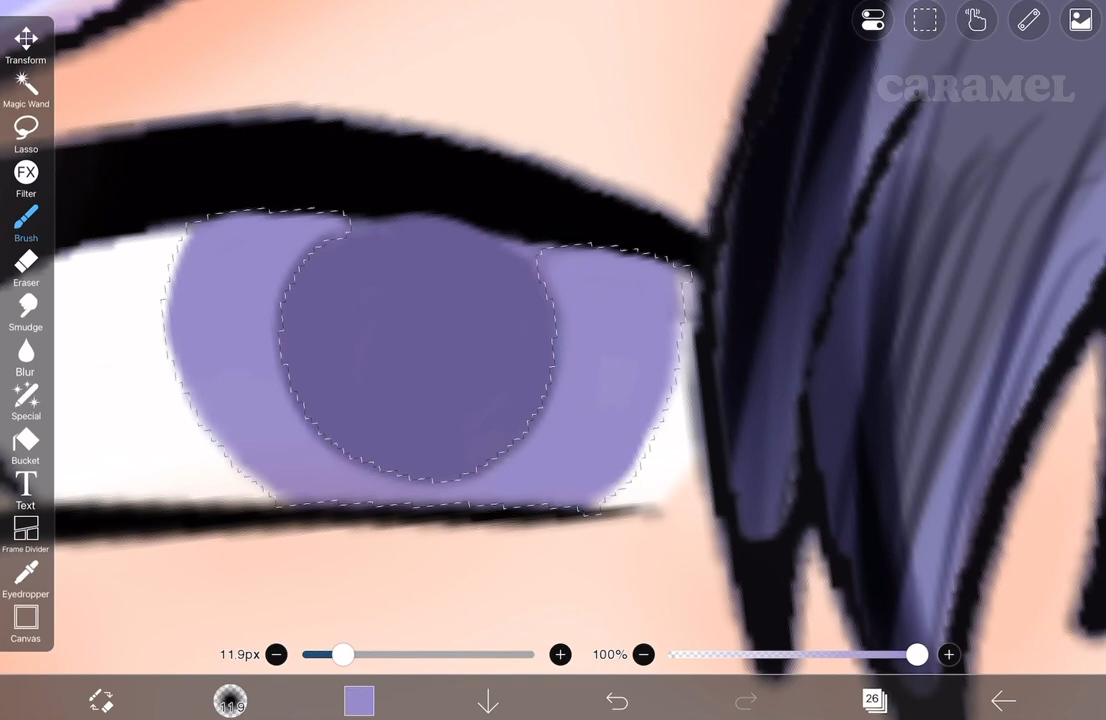 CARAMEL
Transform
Magic Wand
Lasso
FX
Filter
Brush
Eraser
Smudge
Blur
Special
Bucket
T
Text
Frame Divider
Eyedropper
Canvas
11.9px
100%
11.9
26